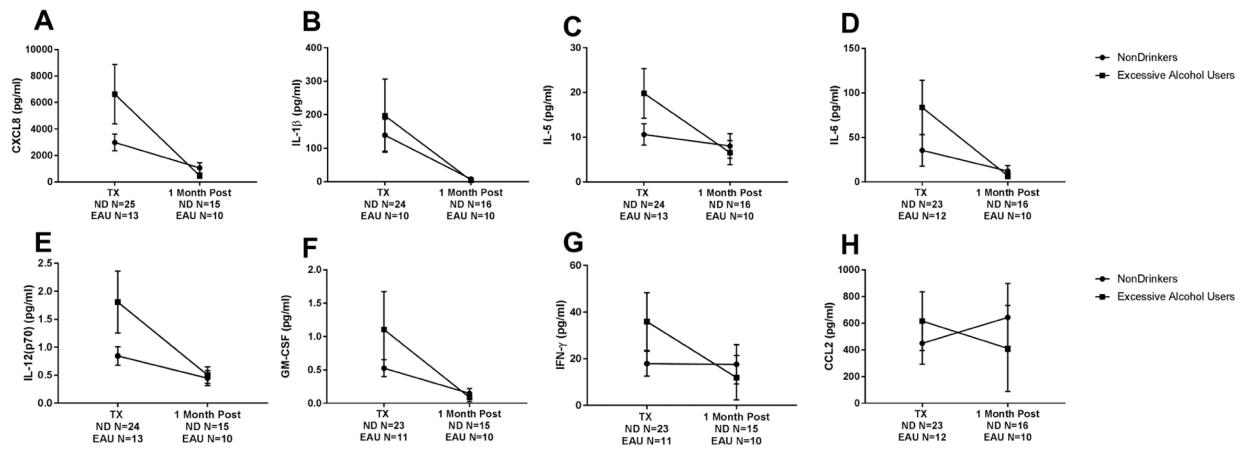 A
CXCL8 (pg/ml)
10000
8000
6000
4000
2000
0
TX 1 Month Post
ND N=25 ND N=15
EAU N=13 EAU N=10
B
IL-1β (pg/ml)
400
300
200
100
0
TX 1 Month Post
ND N=24 ND N=16
EAU N=10 EAU N=10
C
IL-5 (pg/ml)
30
20
10
0
TX 1 Month Post
ND N=24 ND N=16
EAU N=13 EAU N=10
D
IL-6 (pg/ml)
150
100
50
0
TX 1 Month Post
ND N=23 ND N=16
EAU N=12 EAU N=10
NonDrinkers
Excessive Alcohol Users
E
IL-12(p70) (pg/ml)
2.5
2.0
1.5
1.0
0.5
0.0
TX 1 Month Post
ND N=24 ND N=15
EAU N=13 EAU N=10
F
GM-CSF (pg/ml)
2.0
1.5
1.0
0.5
0.0
TX 1 Month Post
ND N=23 ND N=15
EAU N=11 EAU N=10
G
IFN-γ (pg/ml)
60
40
20
0
TX 1 Month Post
ND N=23 ND N=15
EAU N=11 EAU N=10
H
CCL2 (pg/ml)
1000
800
600
400
200
0
TX 1 Month Post
ND N=23 ND N=16
EAU N=12 EAU N=10
NonDrinkers
Excessive Alcohol Users